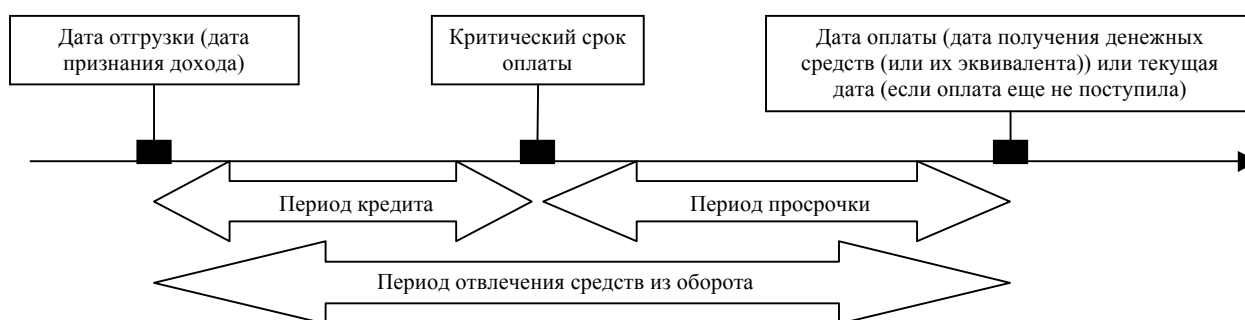 Дата отгрузки (дата
признания дохода)
Критический срок
оплаты
Дата оплаты (дата получения денежных
средств (или их эквивалента)) или текущая
дата (если оплата еще не поступила)
Период кредита
Период просрочки
Период отвлечения средств из оборота